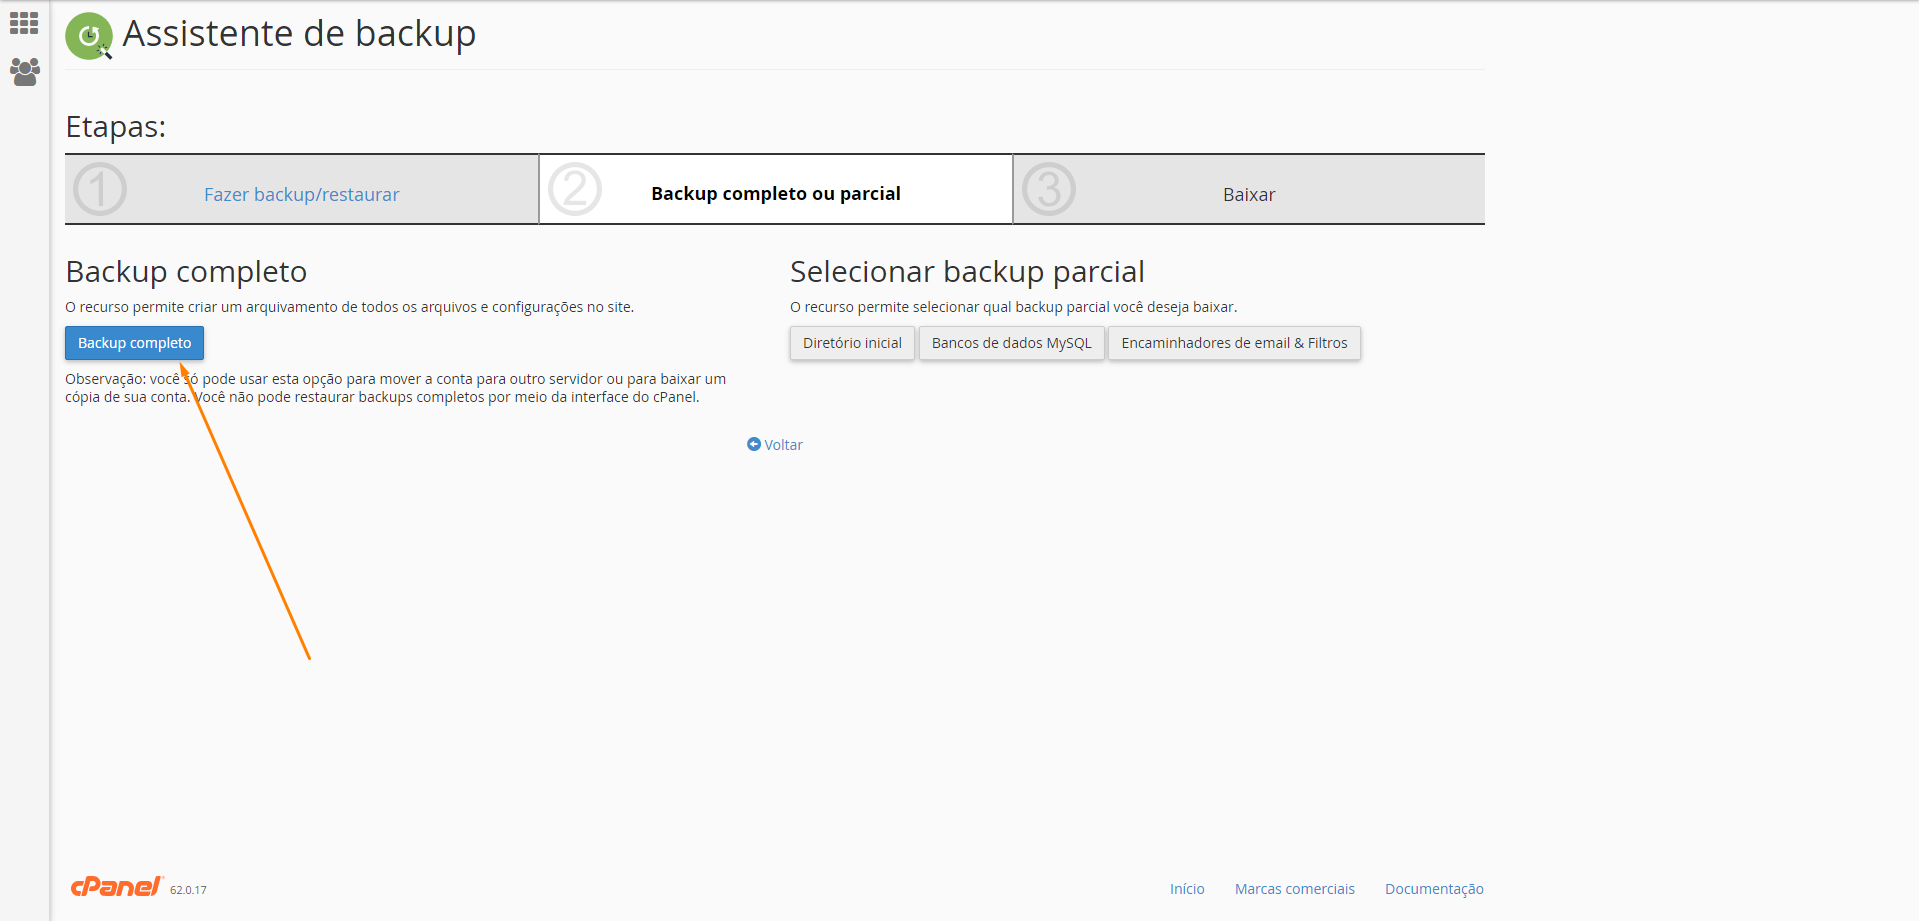 Assistente de backup
Etapas:
1 Fazer backup/restaurar
2 Backup completo ou parcial
3 Baixar
Backup completo
O recurso permite criar um arquivamento de todos os arquivos e configurações no site.
Backup completo
Observação: você só pode usar esta opção para mover a conta para outro servidor ou para baixar um
cópia de sua conta. Você não pode restaurar backups completos por meio da interface do cPanel.
Selecionar backup parcial
O recurso permite selecionar qual backup parcial você deseja baixar.
Diretório inicial
Bancos de dados MySQL
Encaminhadores de email & Filtros
Voltar
cPanel 62.0.17
Início
Marcas comerciais
Documentação